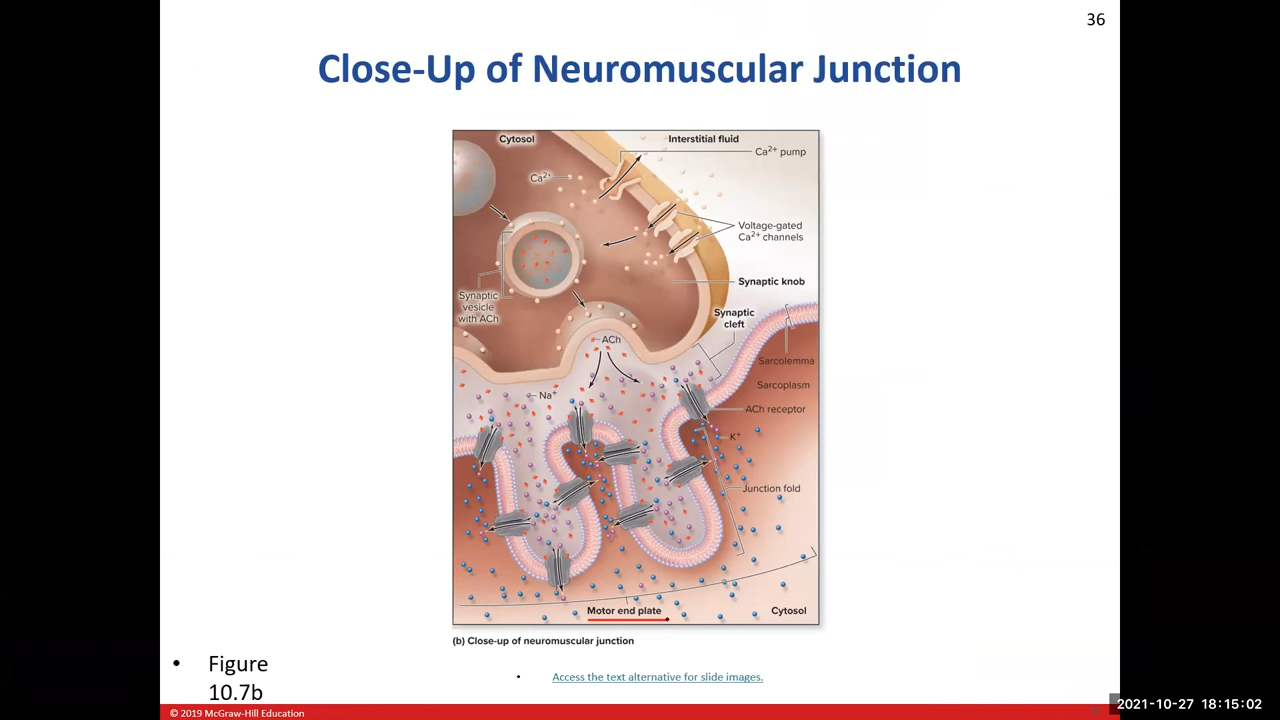 36
Close-Up of Neuromuscular Junction
Cytosol
Interstitial fluid
Ca2+ pump
Ca2+
Voltage-gated
Ca2+ channels
Synaptic knob
Synaptic
vesicle
with ACh
Synaptic
cleft
ACh
Sarcolemma
Sarcoplasm
Na+
ACh receptor
K+
Junction fold
Motor end plate
Cytosol
(b) Close-up of neuromuscular junction
• Figure
10.7b
• Access the text alternative for slide images.
© 2019 McGraw-Hill Education
2021-10-27 18:15:02